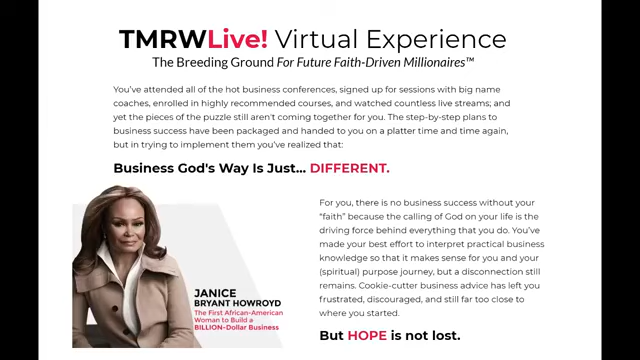 TMRWLive! Virtual Experience
The Breeding Ground For Future Faith-Driven Millionaires™
You've attended all of the hot business conferences, signed up for sessions with big name
coaches, enrolled in highly recommended courses, and watched countless live streams; and
yet the pieces of the puzzle still aren't coming together for you. The step-by-step plans to
business success have been packaged and handed to you on a platter time and time again,
but in trying to implement them you've realized that:
Business God's Way Is Just... DIFFERENT.
For you, there is no business success without your
"faith" because the calling of God on your life is the
driving force behind everything that you do. You've
made your best effort to interpret practical business
knowledge so that it makes sense for you and your
(spiritual) purpose journey, but a disconnection still
remains. Cookie-cutter business advice has left you
frustrated, discouraged, and still far too close to
where you started.
But HOPE is not lost.
JANICE
BRYANT HOWROYD
The First African-American
Woman to Build a
BILLION-Dollar Business